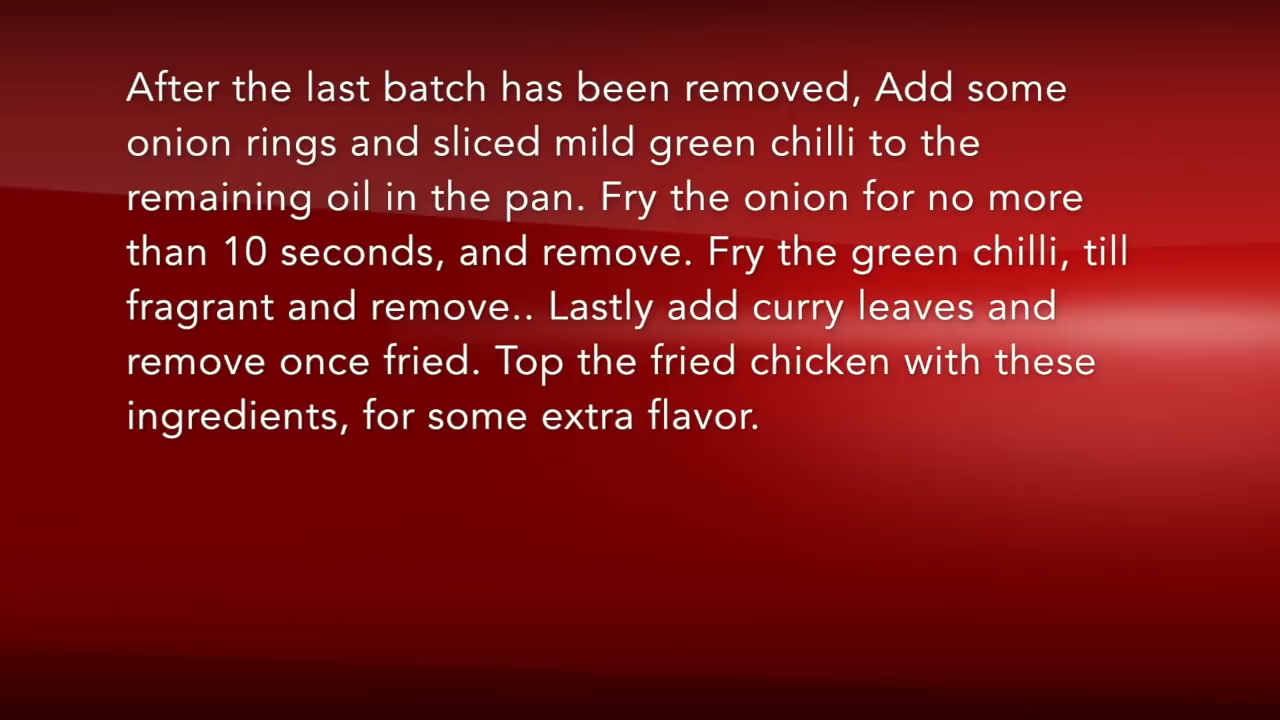 After the last batch has been removed, Add some
onion rings and sliced mild green chilli to the
remaining oil in the pan. Fry the onion for no more
than 10 seconds, and remove. Fry the green chilli, till
fragrant and remove.. Lastly add curry leaves and
remove once fried. Top the fried chicken with these
ingredients, for some extra flavor.